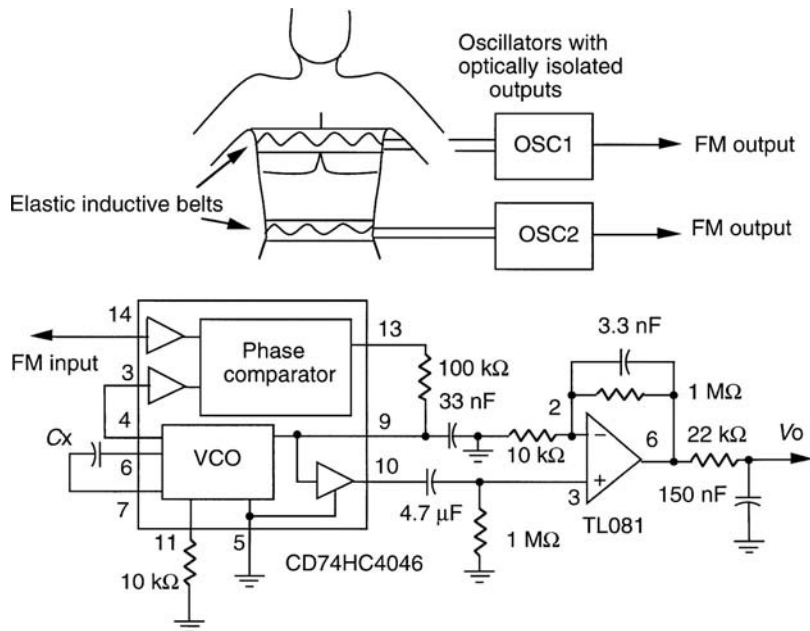 Oscillators with
optically isolated
outputs
OSC1
FM output
Elastic inductive belts
OSC2
FM output
14
FM input
3
4
Cx
6
7
Phase
comparator
VCO
13
100 kΩ
33 nF
9
10
4.7 μF
11
10 kΩ
5
CD74HC4046
1 MΩ
10 kΩ
2
3
3.3 nF
1 MΩ
6
TL081
22 kΩ
Vo
150 nF
−
+